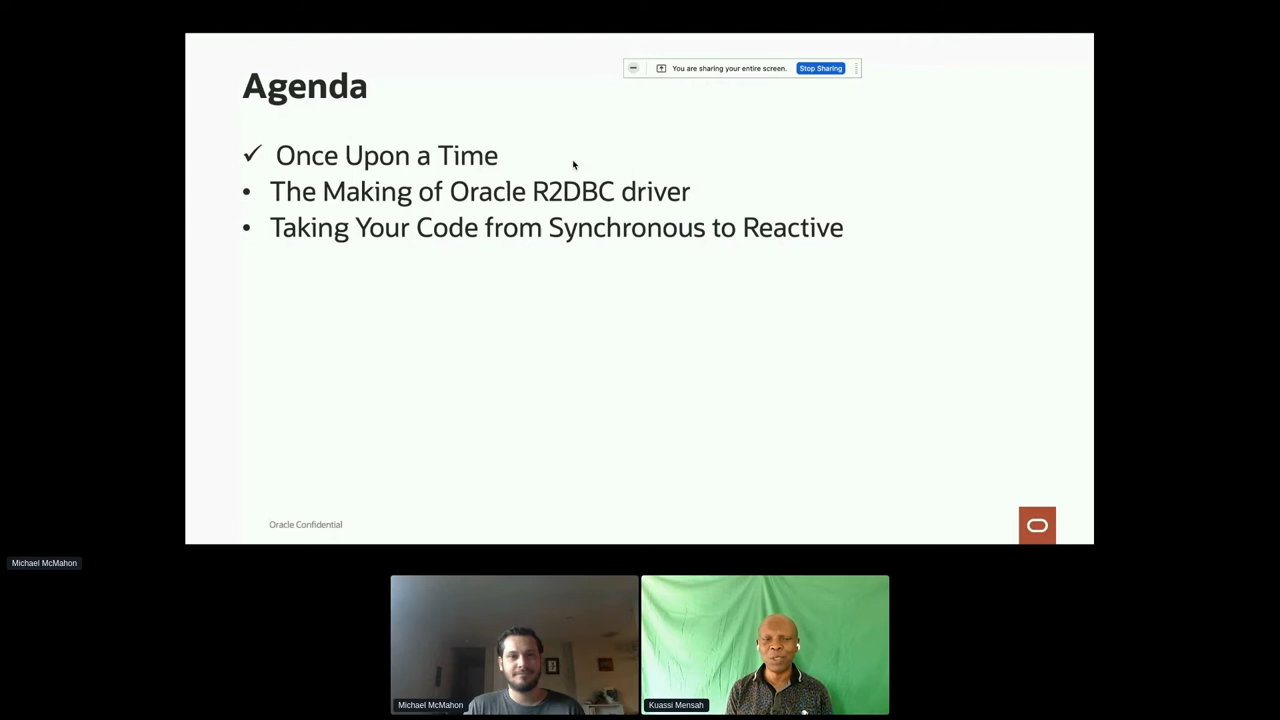 Agenda
You are sharing your entire screen. Stop Sharing
✓ Once Upon a Time
• The Making of Oracle R2DBC driver
• Taking Your Code from Synchronous to Reactive
Oracle Confidential
Michael McMahon
Michael McMahon
Kuassi Mensah